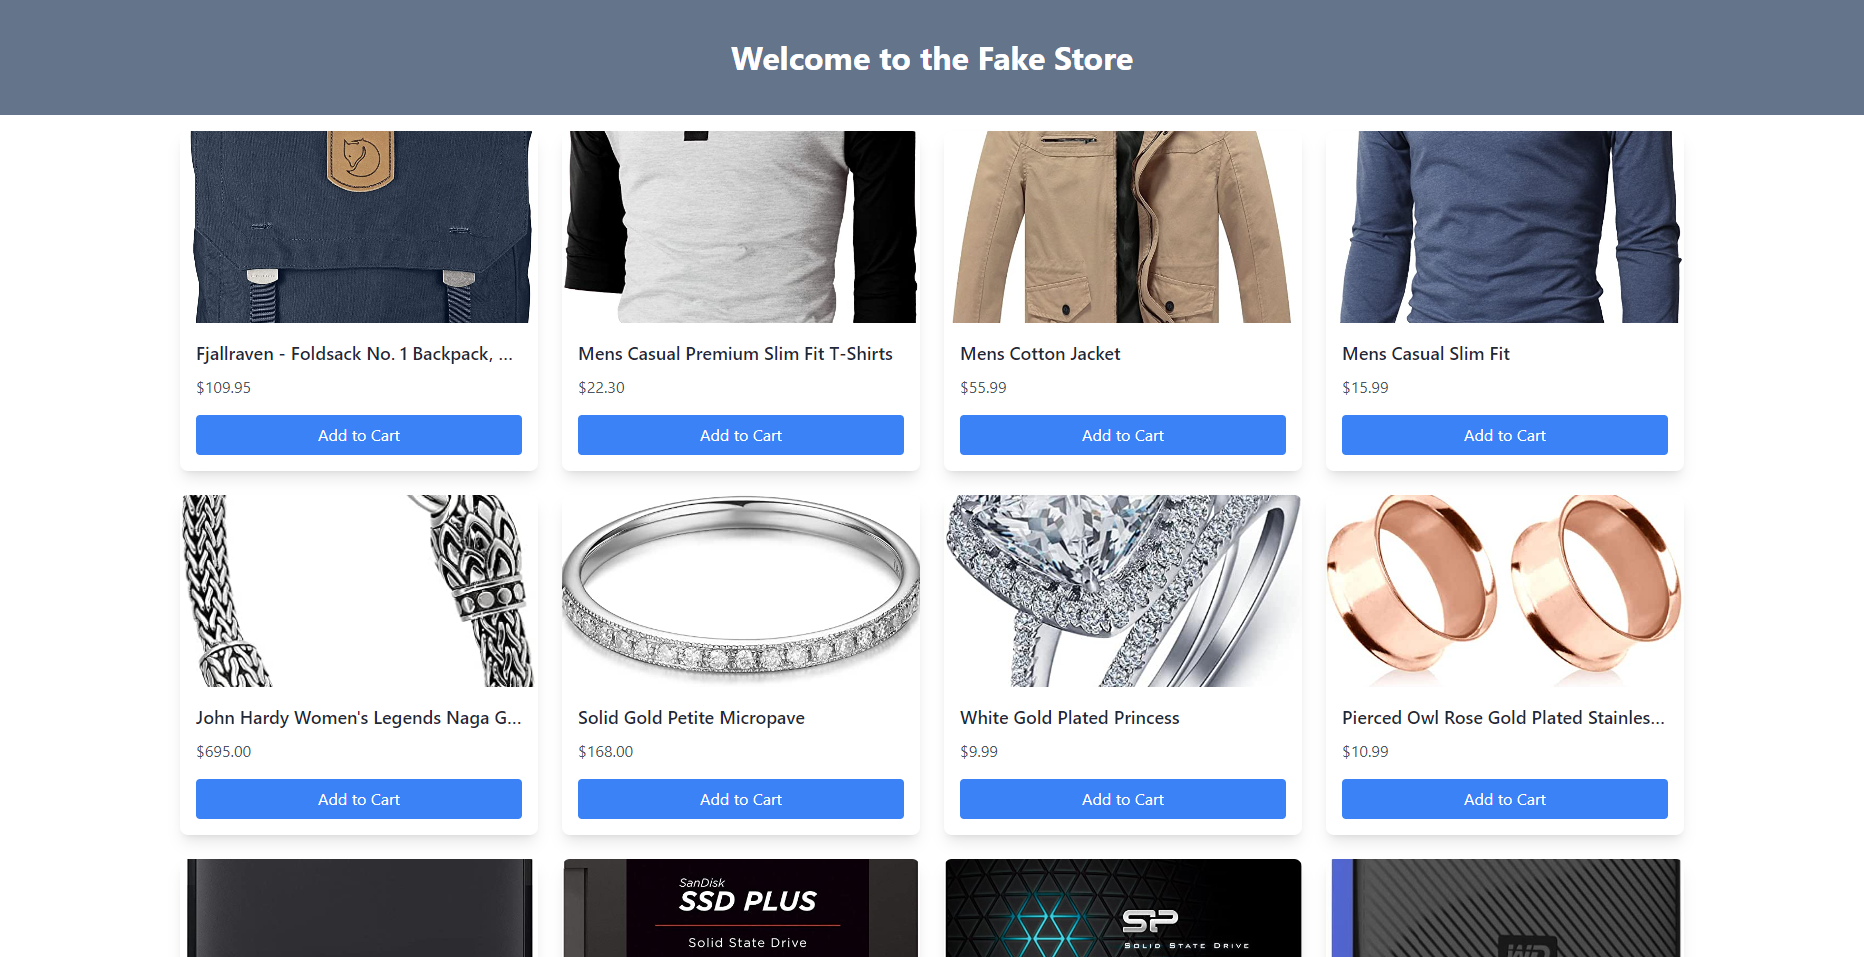 Welcome to the Fake Store
Fjallraven - Foldsack No. 1 Backpack, ...
$109.95
Add to Cart
Mens Casual Premium Slim Fit T-Shirts
$22.30
Add to Cart
Mens Cotton Jacket
$55.99
Add to Cart
Mens Casual Slim Fit
$15.99
Add to Cart
John Hardy Women's Legends Naga G...
$695.00
Add to Cart
Solid Gold Petite Micropave
$168.00
Add to Cart
White Gold Plated Princess
$9.99
Add to Cart
Pierced Owl Rose Gold Plated Stainles...
$10.99
Add to Cart
SanDisk
SSD PLUS
Solid State Drive
SP
SOLID STATE DRIVE
WD